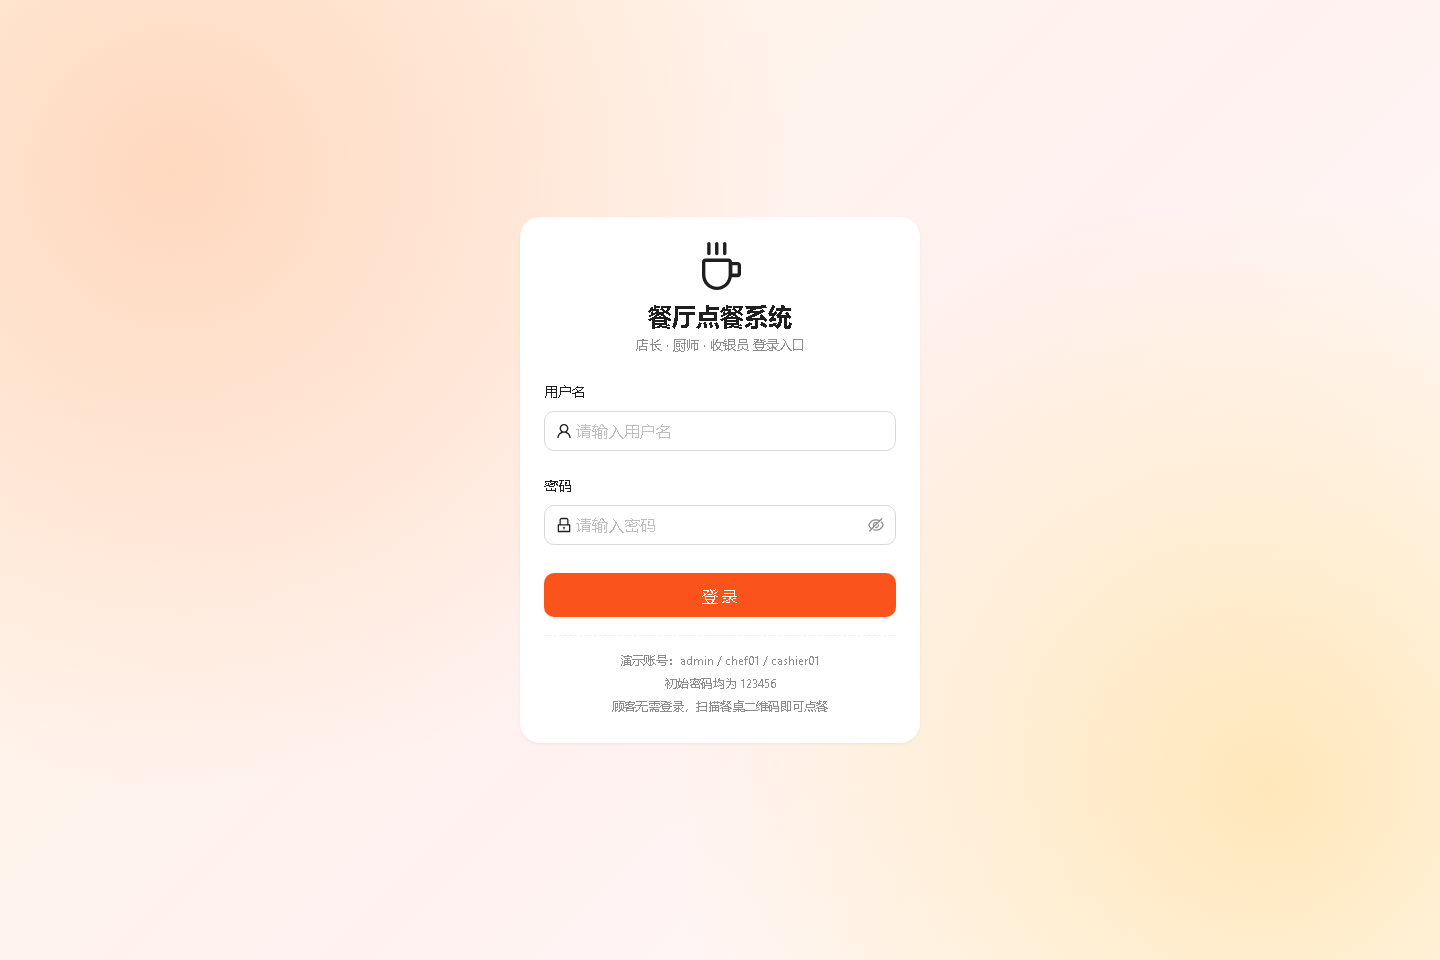 餐厅点餐系统
店长 · 厨师 · 收银员 登录入口
用户名
请输入用户名
密码
请输入密码
登 录
演示账号：admin / chef01 / cashier01
初始密码均为 123456
顾客无需登录，扫描餐桌二维码即可点餐